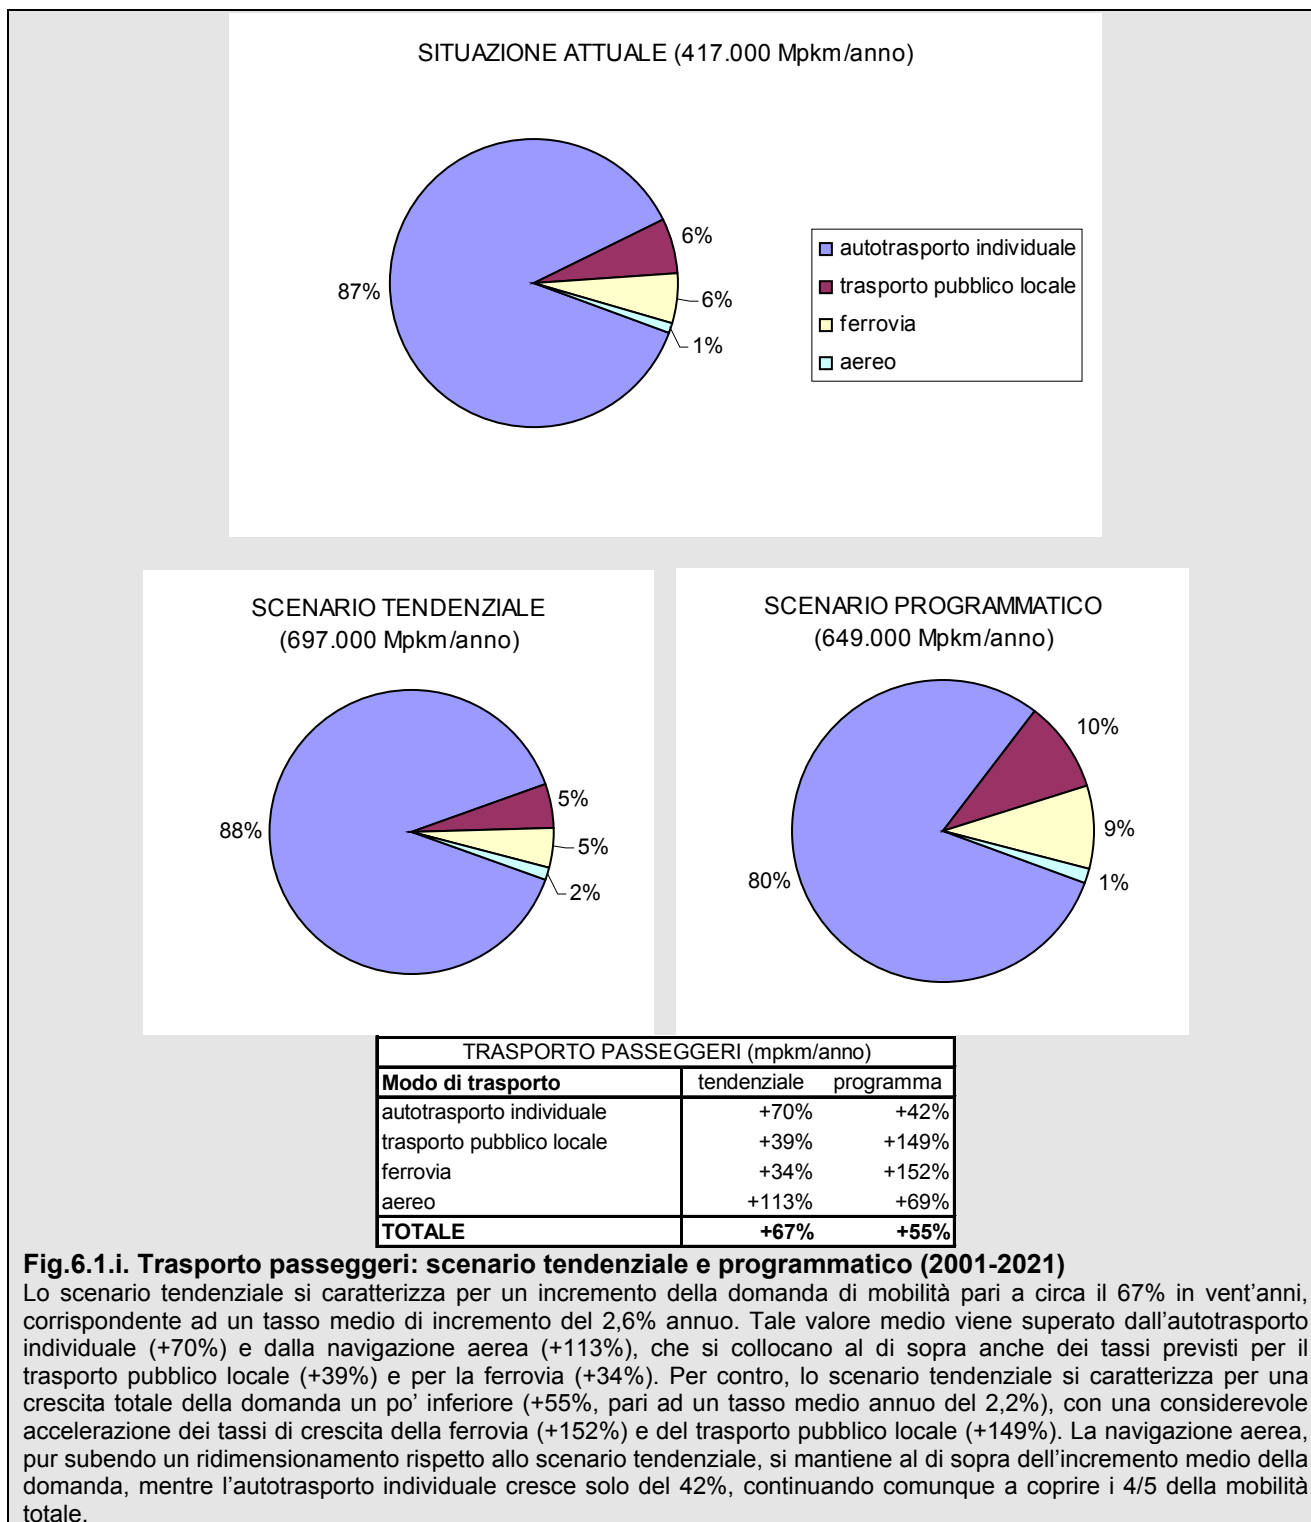 SITUAZIONE ATTUALE (417.000 Mpkm/anno)
87%
6%
6%
1%
autotrasporto individuale
trasporto pubblico locale
ferrovia
aereo
SCENARIO TENDENZIALE
(697.000 Mpkm/anno)
88%
5%
5%
2%
SCENARIO PROGRAMMATICO
(649.000 Mpkm/anno)
80%
10%
9%
1%
TRASPORTO PASSEGGERI (mpkm/anno)
Modo di trasporto tendenziale programma
autotrasporto individuale +70% +42%
trasporto pubblico locale +39% +149%
ferrovia +34% +152%
aereo +113% +69%
TOTALE +67% +55%
Fig.6.1.i. Trasporto passeggeri: scenario tendenziale e programmatico (2001-2021)
Lo scenario tendenziale si caratterizza per un incremento della domanda di mobilità pari a circa il 67% in vent'anni,
corrispondente ad un tasso medio di incremento del 2,6% annuo. Tale valore medio viene superato dall'autotrasporto
individuale (+70%) e dalla navigazione aerea (+113%), che si collocano al di sopra anche dei tassi previsti per il
trasporto pubblico locale (+39%) e per la ferrovia (+34%). Per contro, lo scenario tendenziale si caratterizza per una
crescita totale della domanda un po' inferiore (+55%, pari ad un tasso medio annuo del 2,2%), con una considerevole
accelerazione dei tassi di crescita della ferrovia (+152%) e del trasporto pubblico locale (+149%). La navigazione aerea,
pur subendo un ridimensionamento rispetto allo scenario tendenziale, si mantiene al di sopra dell'incremento medio della
domanda, mentre l'autotrasporto individuale cresce solo del 42%, continuando comunque a coprire i 4/5 della mobilità
totale.